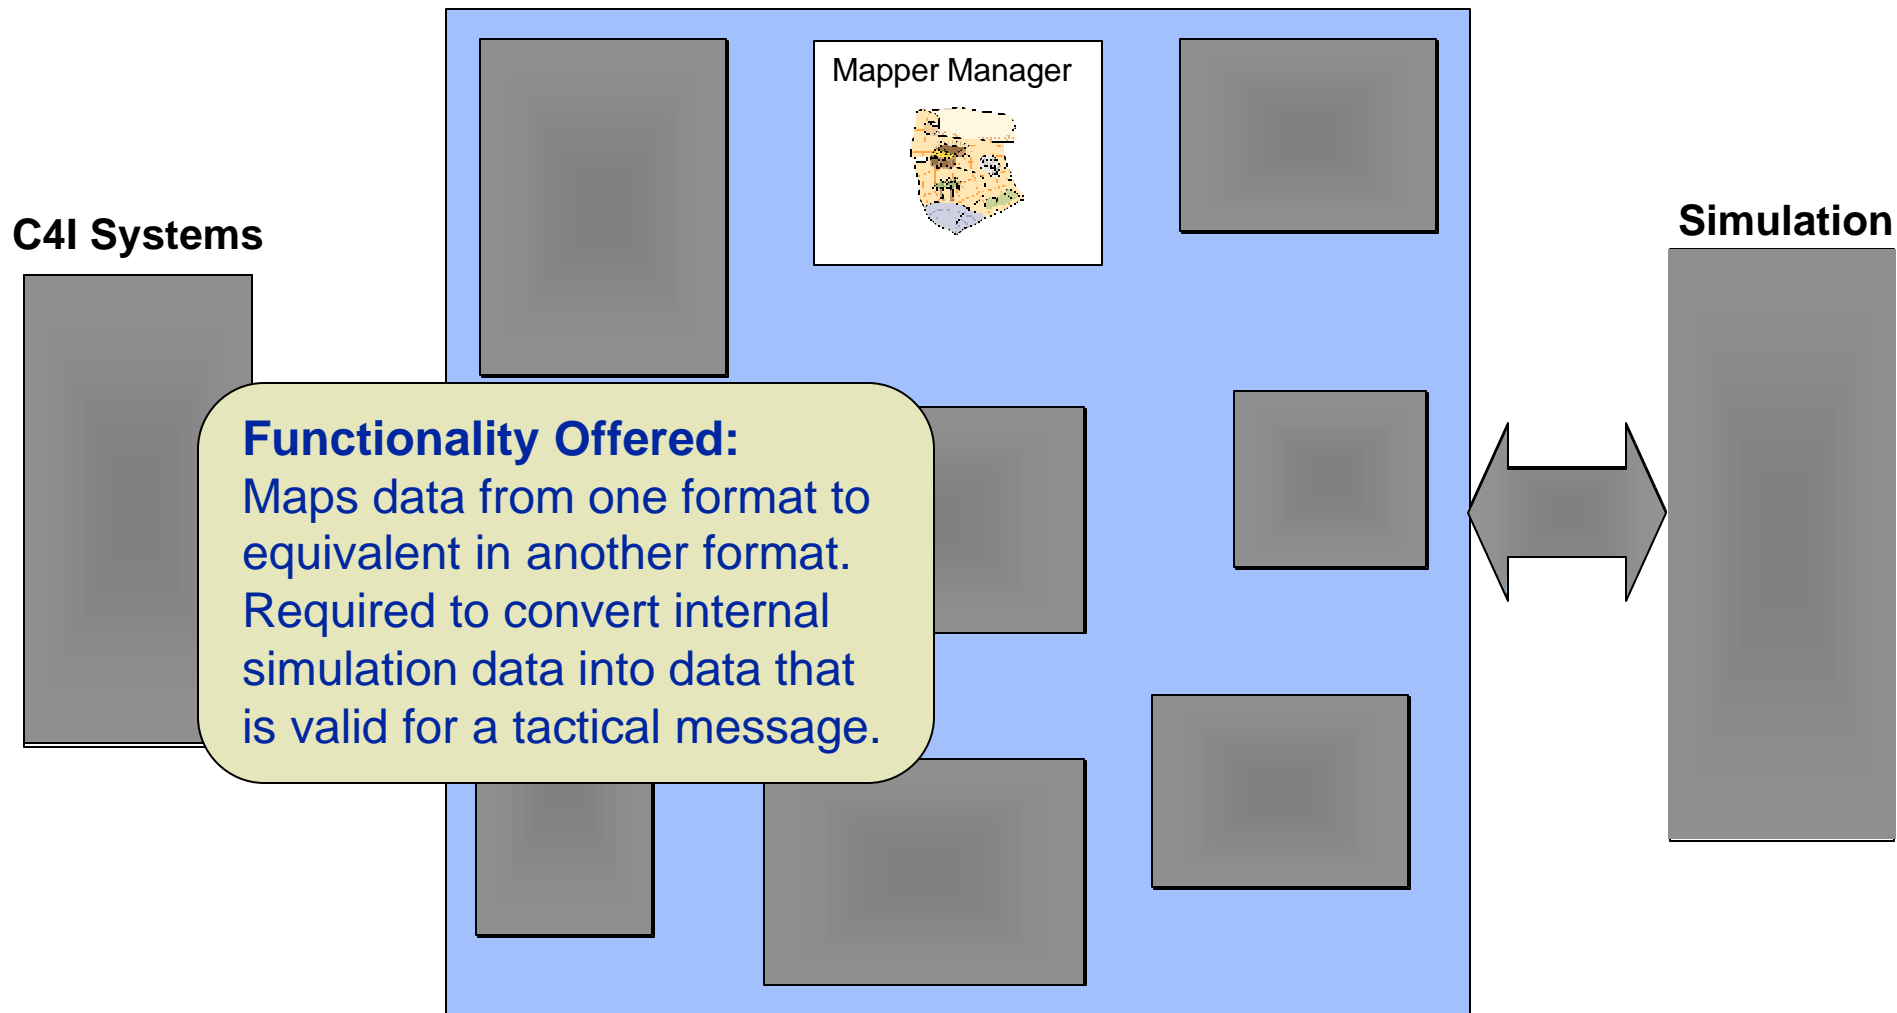 Mapper Manager
C4I Systems
Simulation
Functionality Offered:
Maps data from one format to
equivalent in another format.
Required to convert internal
simulation data into data that
is valid for a tactical message.